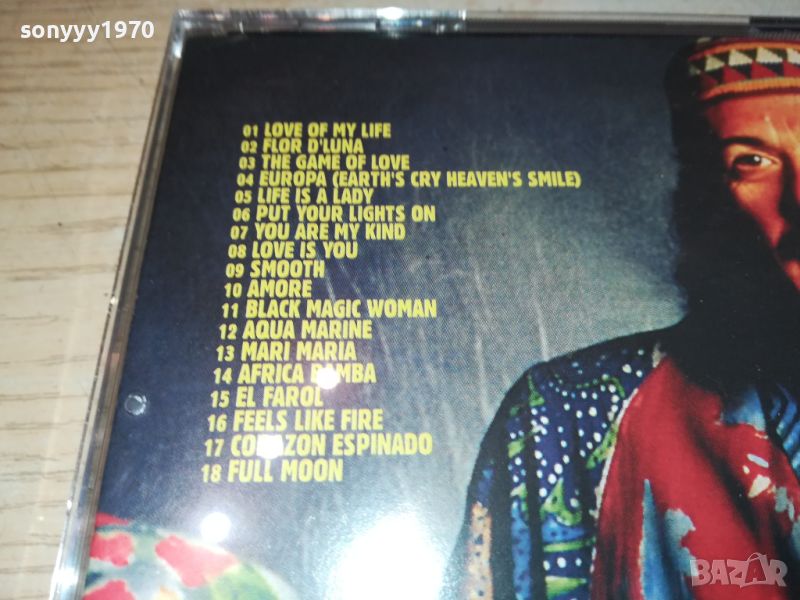 sonyyy1970
01 LOVE OF MY LIFE
02 FLOR D'LUNA
03 THE GAME OF LOVE
04 EUROPA (EARTH'S CRY HEAVEN'S SMILE)
05 LIFE IS A LADY
06 PUT YOUR LIGHTS ON
07 YOU ARE MY KIND
08 LOVE IS YOU
09 SMOOTH
10 AMORE
11 BLACK MAGIC WOMAN
12 AQUA MARINE
13 MARI MARIA
14 AFRICA BAMBA
15 EL FAROL
16 FEELS LIKE FIRE
17 CORAZON ESPINADO
18 FULL MOON
BAZAR